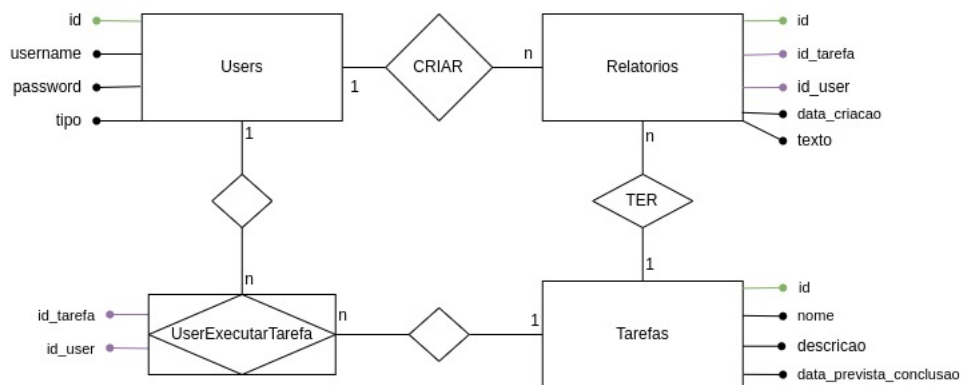 id
username
password
tipo
Users
1
CRIAR
n
Relatorios
id
id_tarefa
id_user
data_criacao
texto
1
n
TER
n
1
id_tarefa
id_user
UserExecutarTarefa
n
1
Tarefas
id
nome
descricao
data_prevista_conclusao